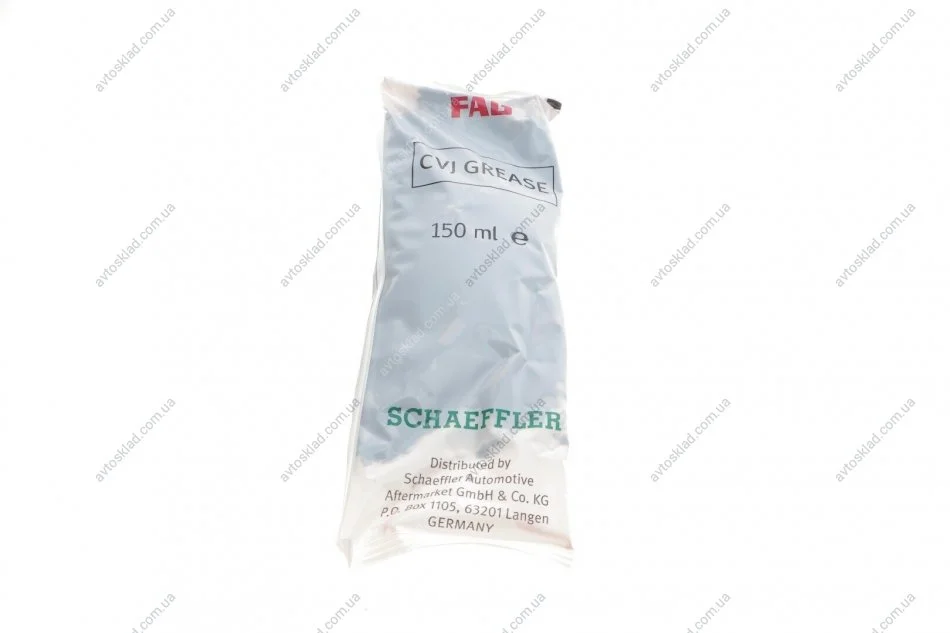 FAG
CVJ GREASE
150 ml e
SCHAEFFLER
Distributed by
Schaeffler Automotive
Aftermarket GmbH & Co. KG
P.O. Box 1105, 63201 Langen
GERMANY
avtosklad.com.ua